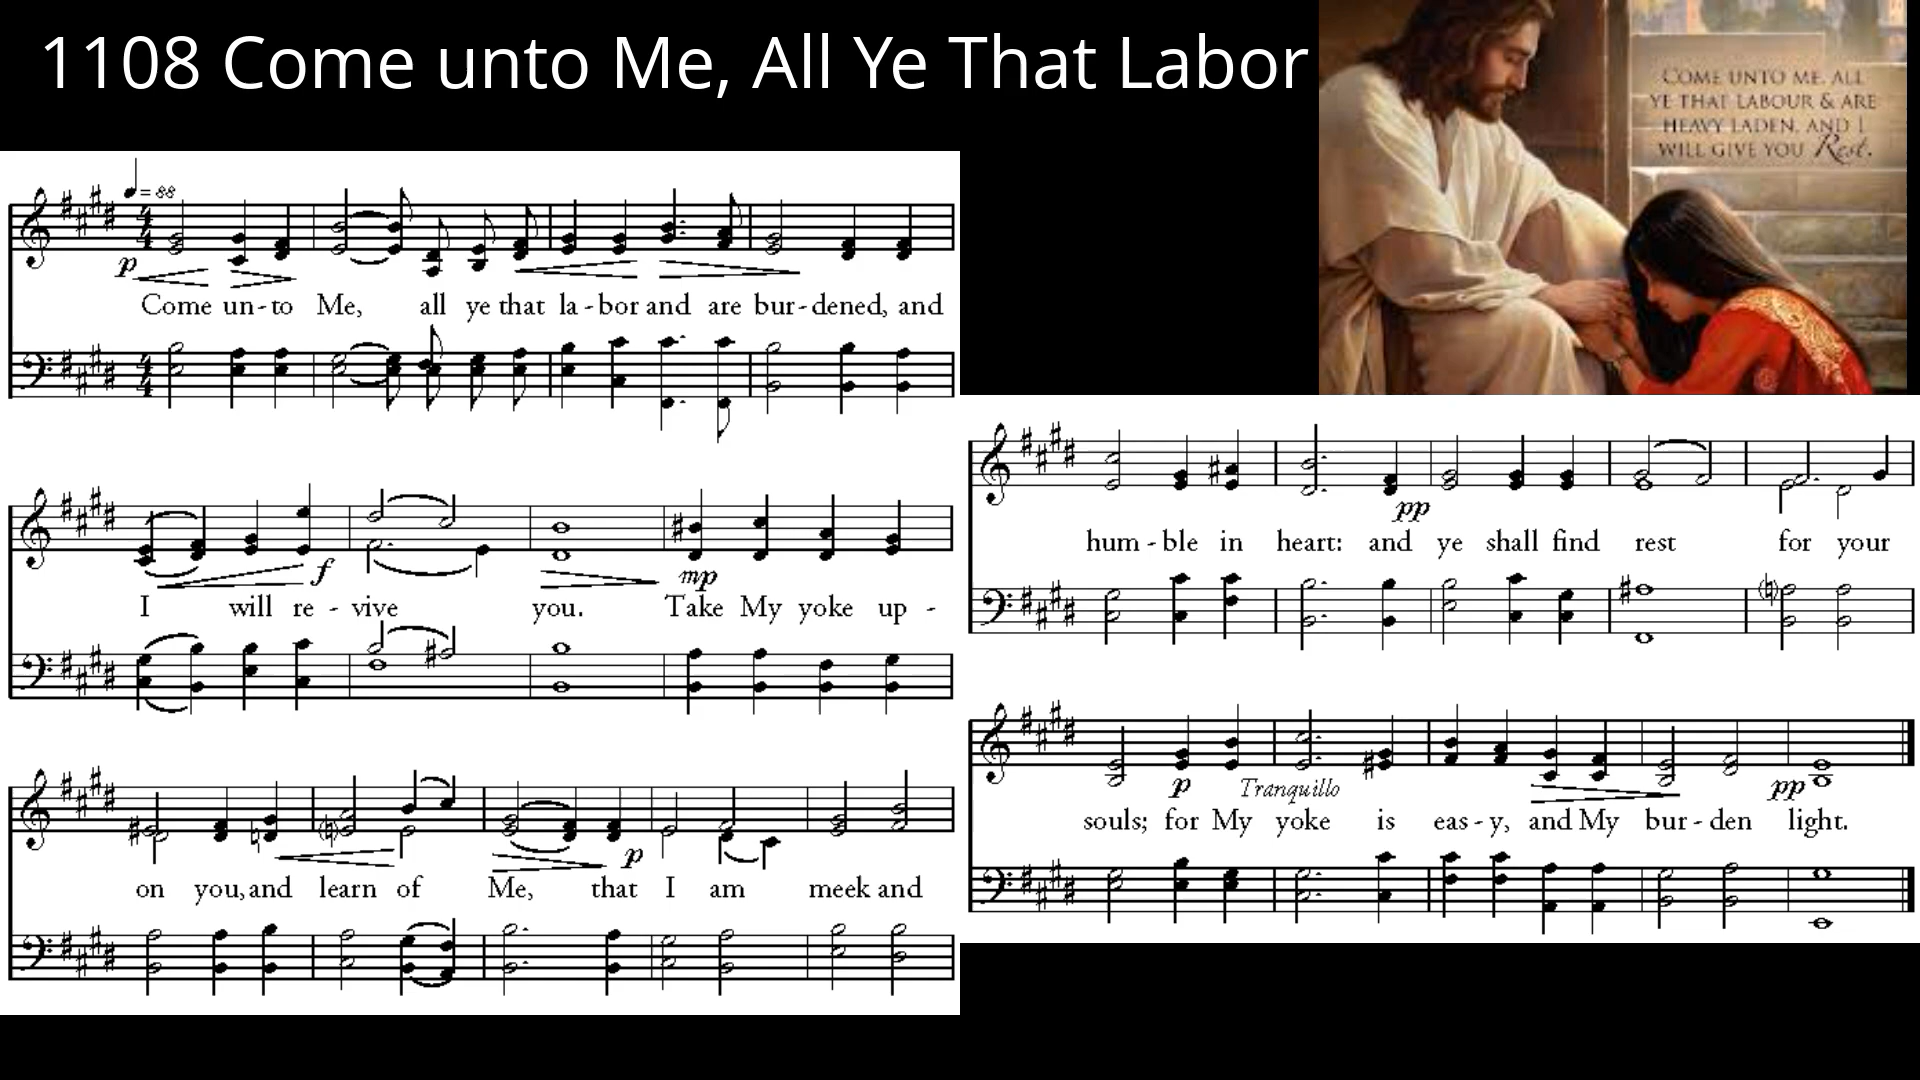 1108 Come unto Me, All Ye That Labor
COME UNTO ME, ALL
YE THAT LABOUR & ARE
HEAVY LADEN, AND I
WILL GIVE YOU Rest.
= 88
p
Come un-to Me, all ye that la-bor and are bur-dened, and
f
mp
I will re - vive you. Take My yoke up -
p
on you, and learn of Me, that I am meek and
pp
hum - ble in heart: and ye shall find rest for your
p Tranquillo pp
souls; for My yoke is eas-y, and My bur-den light.